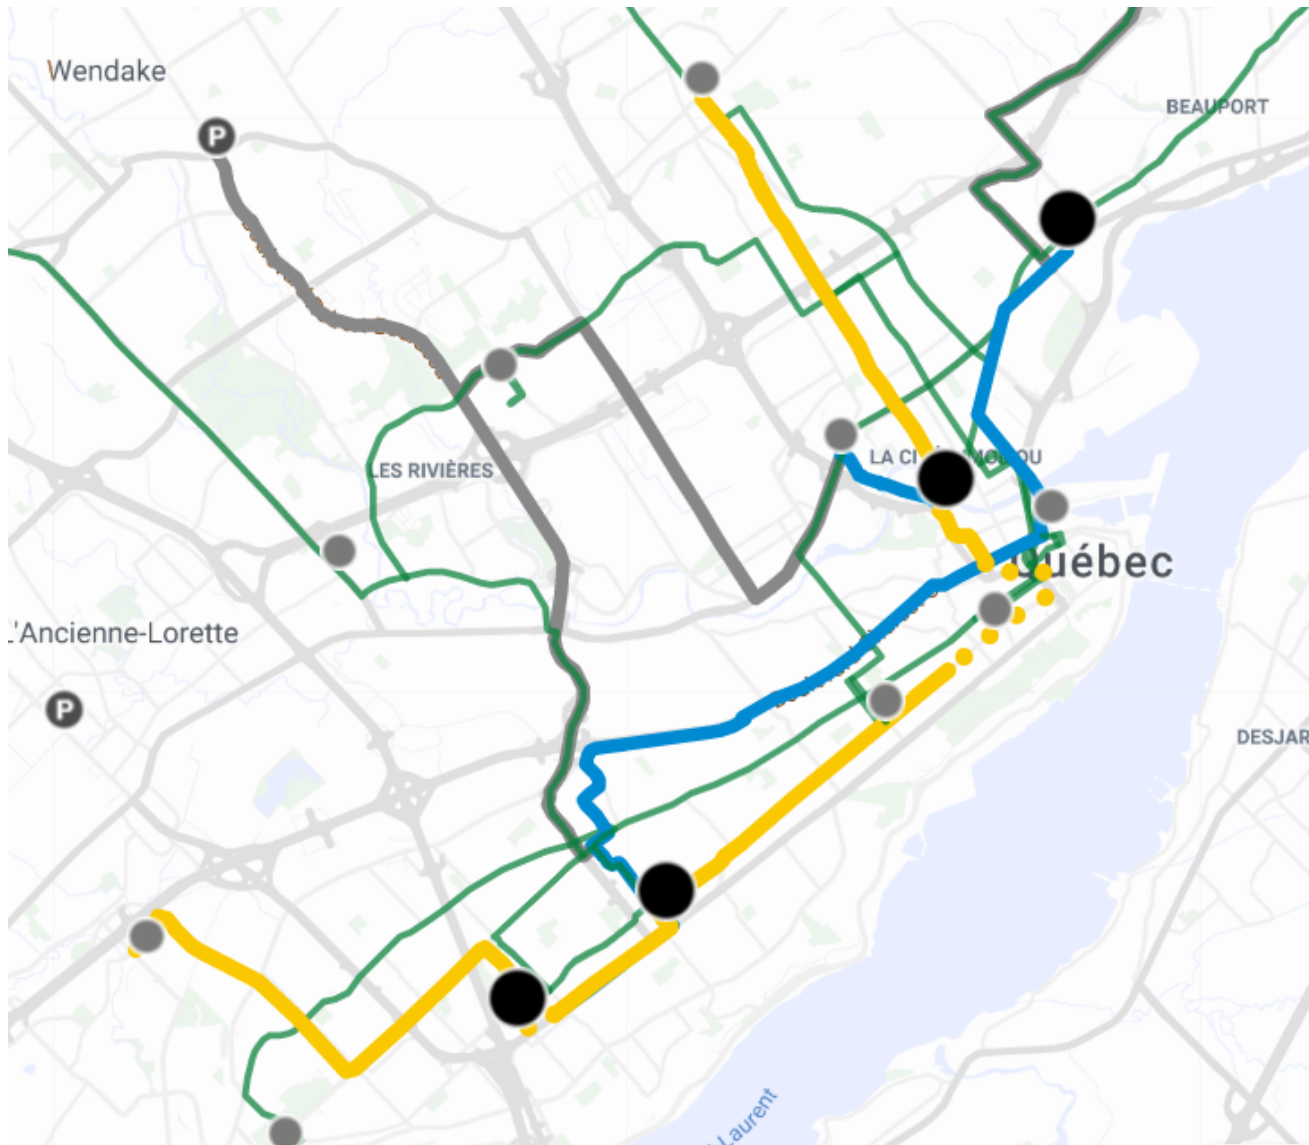 Wendake
P
BEAUPORT
LES RIVIÈRES
Québec
L'Ancienne-Lorette
P
DESJAR
Laurent